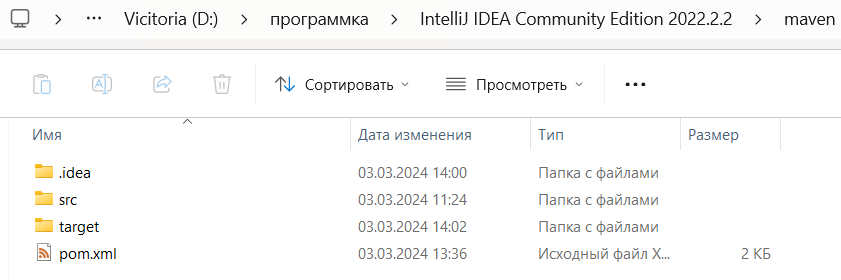 Vicitoria (D:) программка IntelliJ IDEA Community Edition 2022.2.2 maven
Сортировать Просмотреть
Имя Дата изменения Тип Размер
.idea 03.03.2024 14:00 Папка с файлами
src 03.03.2024 11:24 Папка с файлами
target 03.03.2024 14:02 Папка с файлами
pom.xml 03.03.2024 13:36 Исходный файл X... 2 КБ